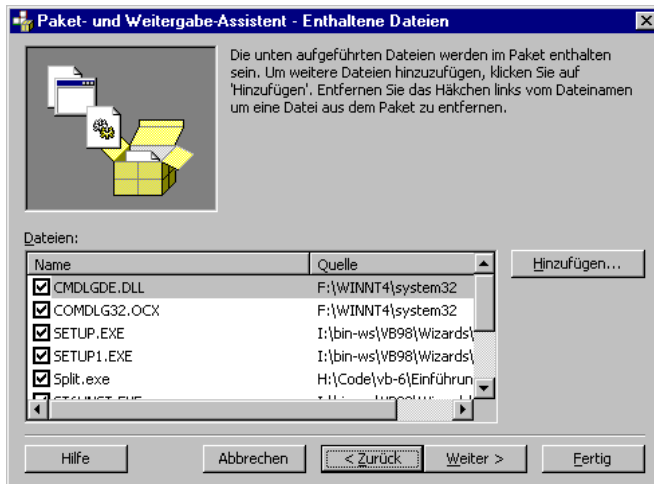 Paket- und Weitergabe-Assistent - Enthaltene Dateien
Die unten aufgeführten Dateien werden im Paket enthalten
sein. Um weitere Dateien hinzuzufügen, klicken Sie auf
'Hinzufügen'. Entfernen Sie das Häkchen links vom Dateinamen
um eine Datei aus dem Paket zu entfernen.
Dateien:
Name Quelle
CMDLGDE.DLL F:\WINNT4\system32
COMDLG32.OCX F:\WINNT4\system32
SETUP.EXE I:\bin-ws\VB98\Wizards\
SETUP1.EXE I:\bin-ws\VB98\Wizards\
Split.exe H:\Code\vb-6\Einführun
Hinzufügen...
Hilfe Abbrechen < Zurück Weiter > Fertig